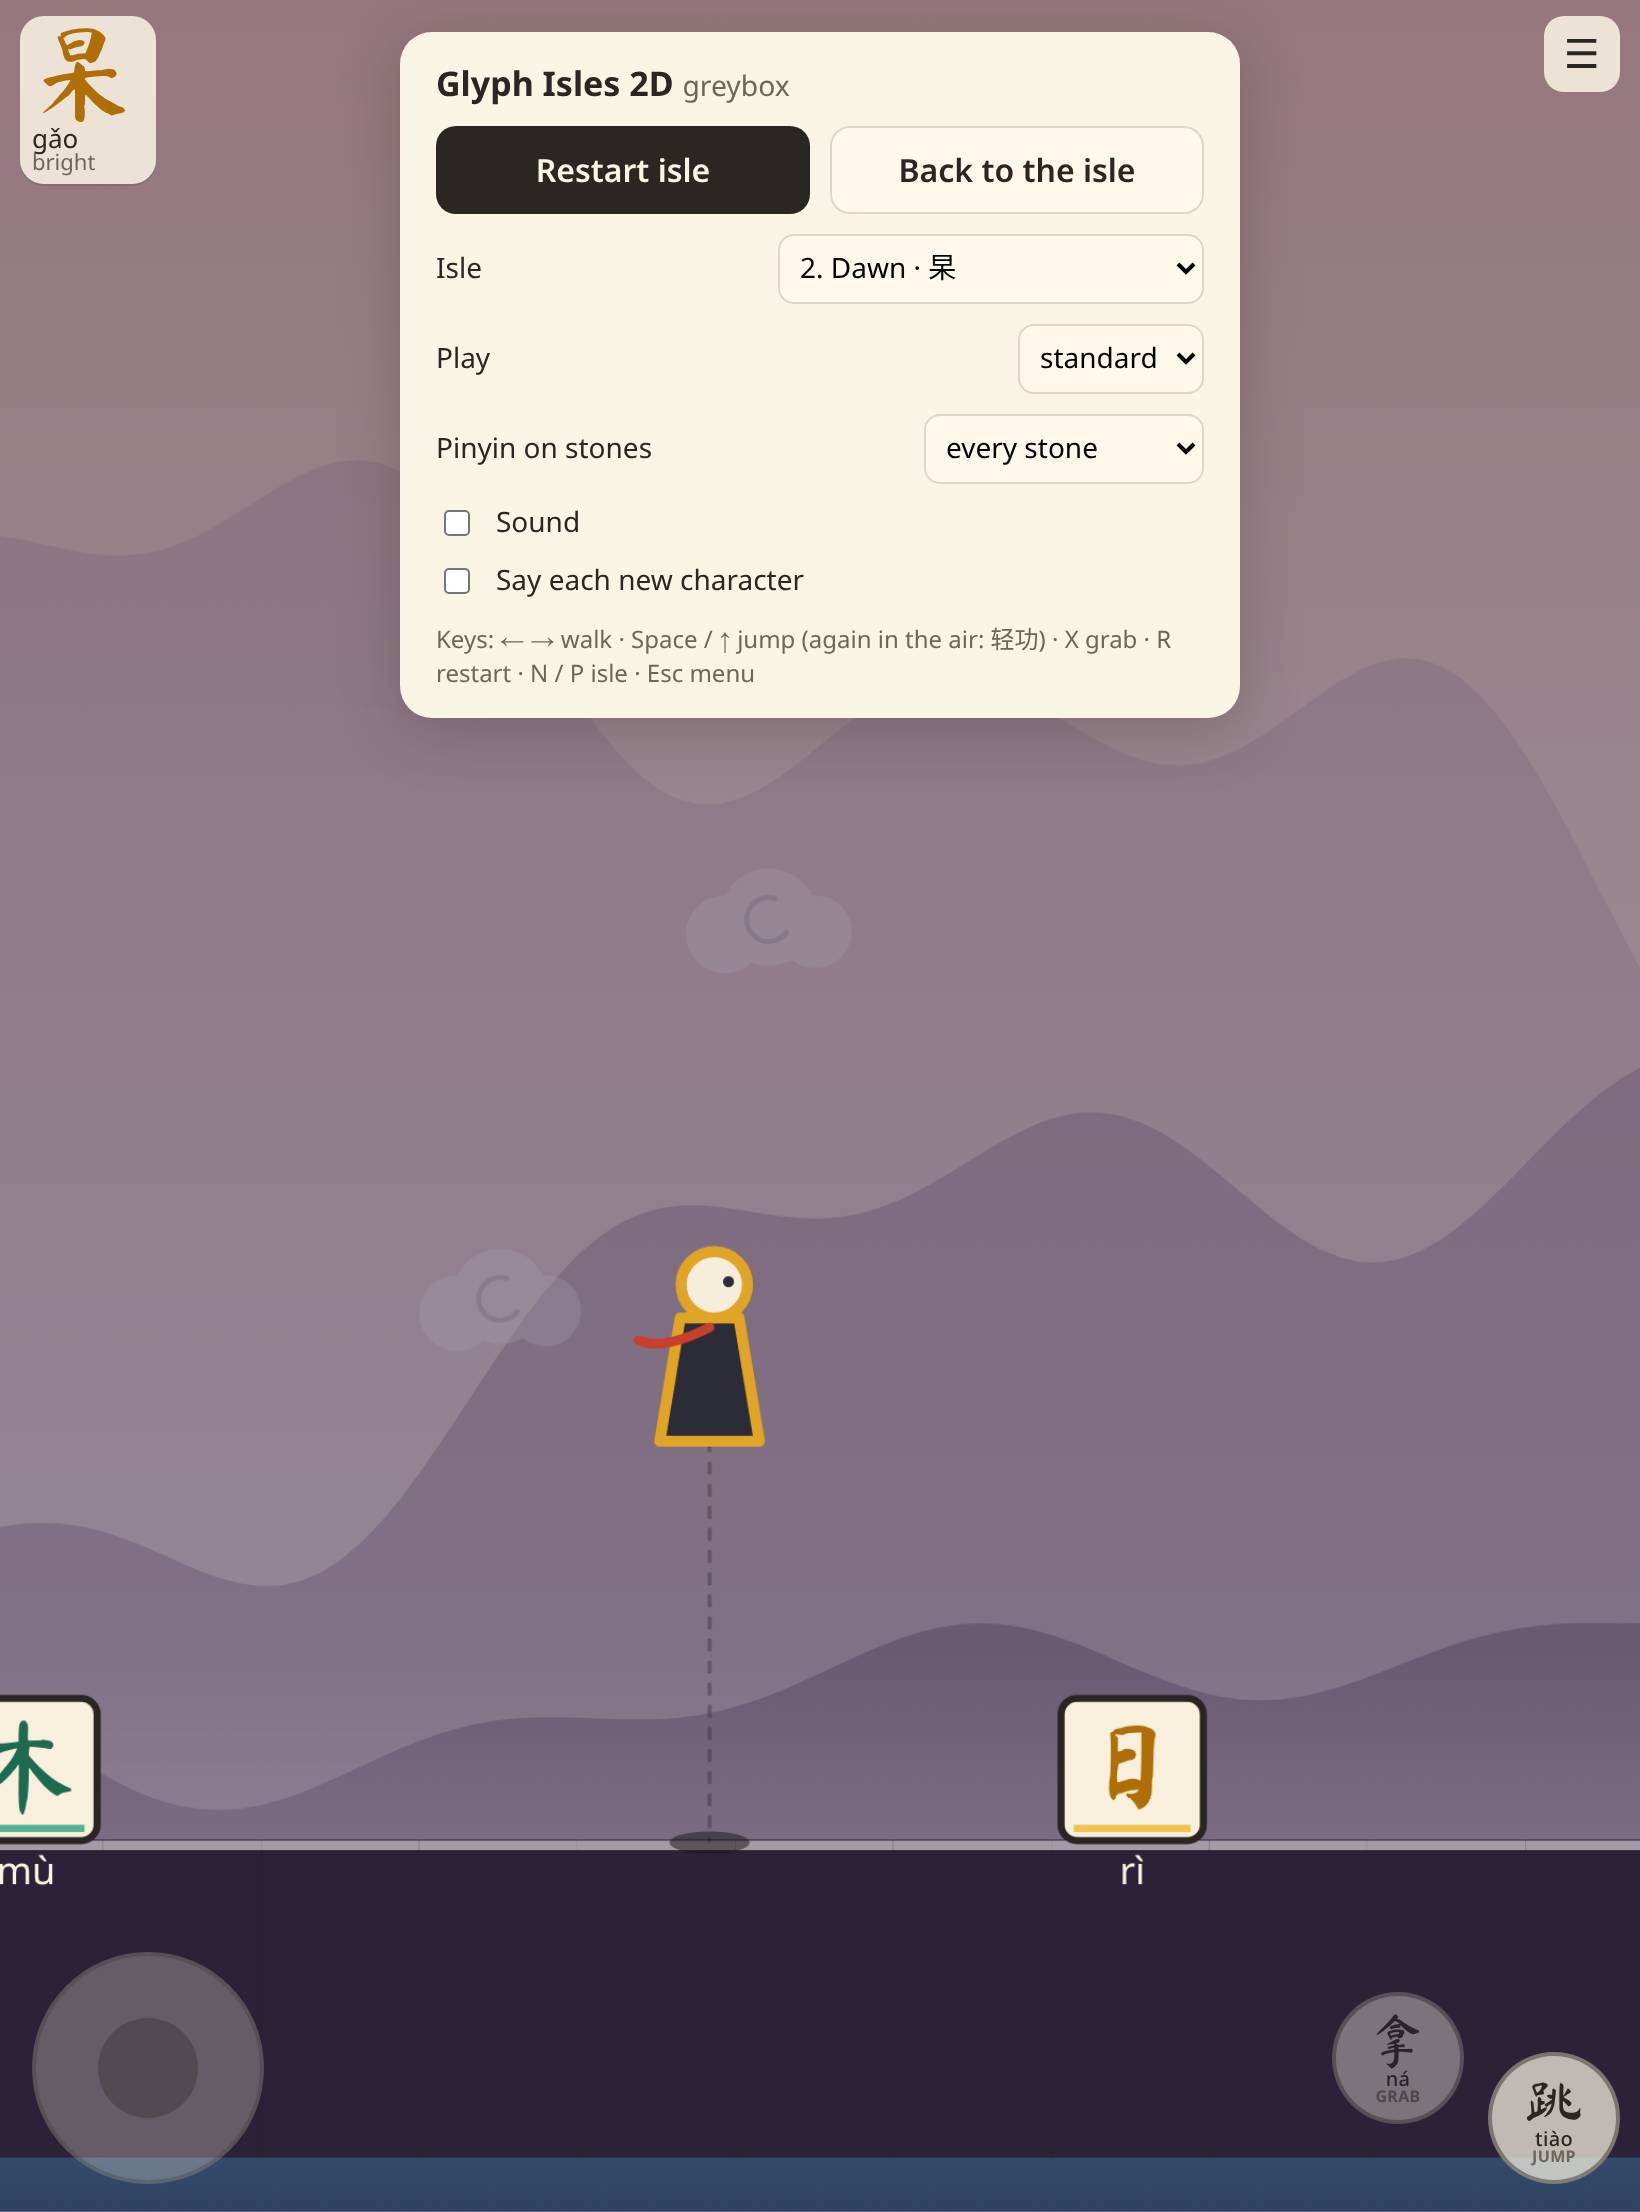 杲
gǎo
bright
Glyph Isles 2D greybox
☰
Restart isle
Back to the isle
Isle
2. Dawn · 杲
Play
standard
Pinyin on stones
every stone
Sound
Say each new character
Keys: ←→ walk · Space / ↑ jump (again in the air: 轻功) · X grab · R
restart · N / P isle · Esc menu
木
mù
日
rì
拿
ná
GRAB
跳
tiào
JUMP